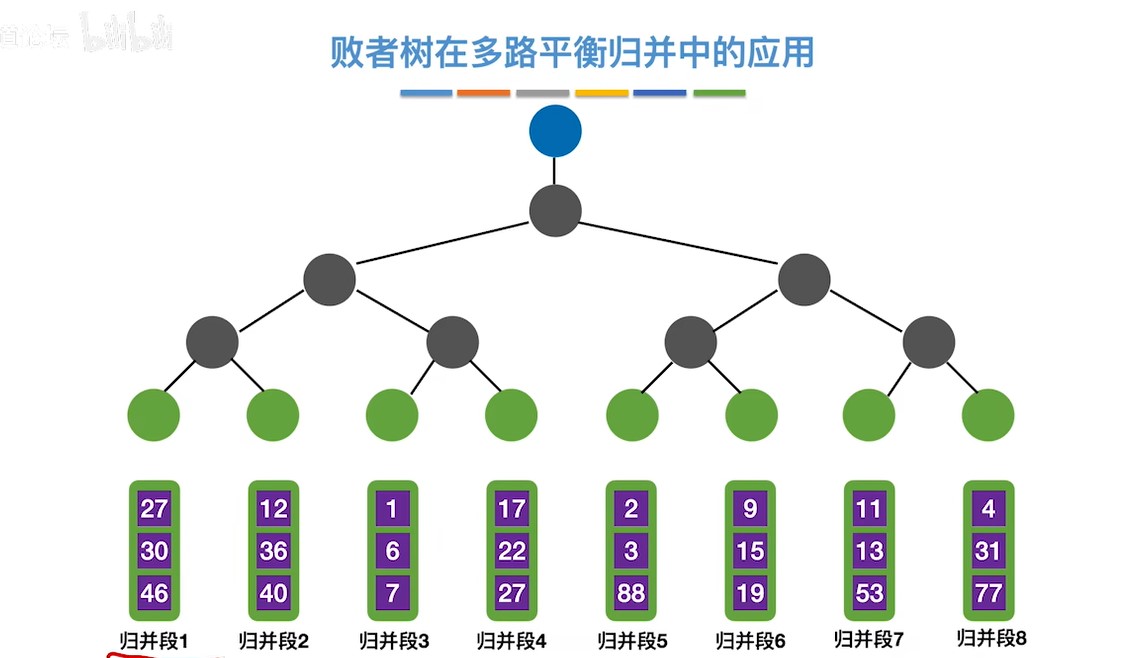 bilibili
败者树在多路平衡归并中的应用
27 12 1 17 2 9 11 4
30 36 6 22 3 15 13 31
46 40 7 27 88 19 53 77
归并段1 归并段2 归并段3 归并段4 归并段5 归并段6 归并段7 归并段8